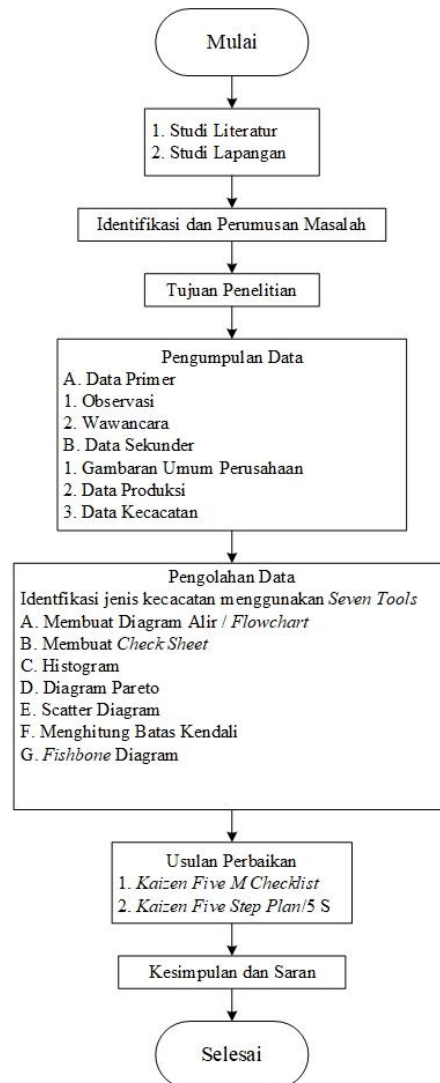 Mulai
1. Studi Literatur
2. Studi Lapangan
Identifikasi dan Perumusan Masalah
Tujuan Penelitian
Pengumpulan Data
A. Data Primer
1. Observasi
2. Wawancara
B. Data Sekunder
1. Gambaran Umum Perusahaan
2. Data Produksi
3. Data Kecacatan
Pengolahan Data
Identfikasi jenis kecacatan menggunakan Seven Tools
A. Membuat Diagram Alir / Flowchart
B. Membuat Check Sheet
C. Histogram
D. Diagram Pareto
E. Scatter Diagram
F. Menghitung Batas Kendali
G. Fishbone Diagram
Usulan Perbaikan
1. Kaizen Five M Checklist
2. Kaizen Five Step Plan/5 S
Kesimpulan dan Saran
Selesai